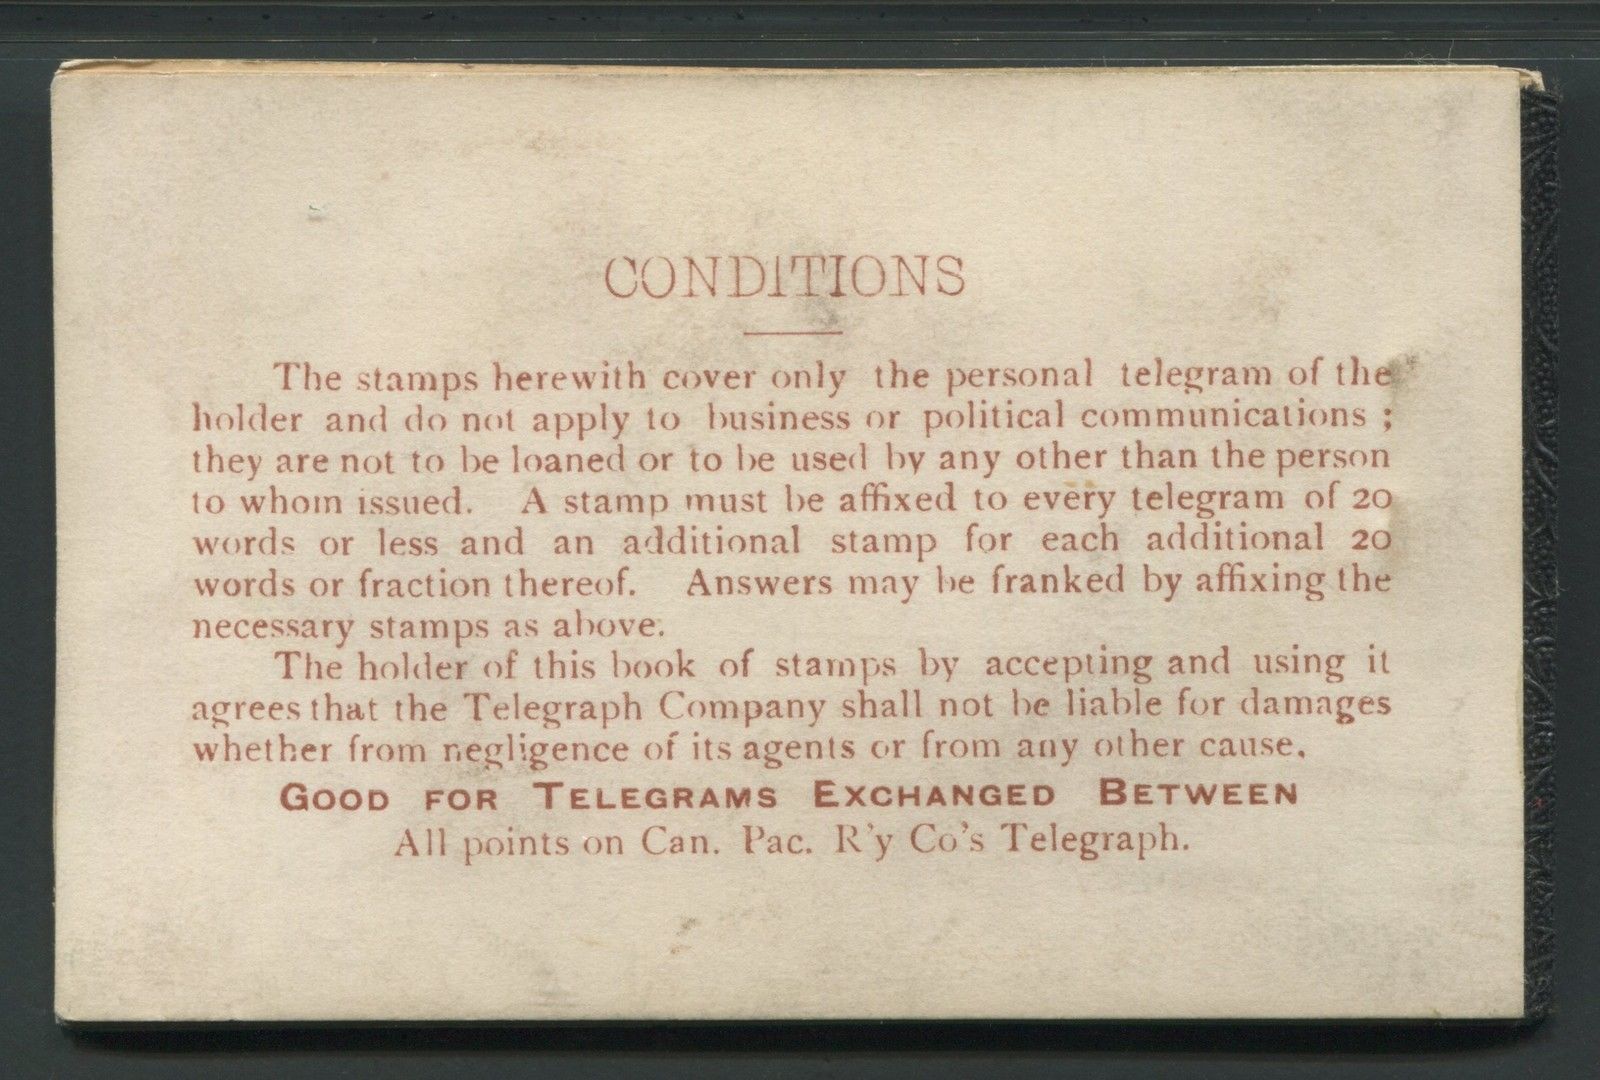 CONDITIONS
The stamps herewith cover only the personal telegram of the
holder and do not apply to business or political communications ;
they are not to be loaned or to be used by any other than the person
to whom issued. A stamp must be affixed to every telegram of 20
words or less and an additional stamp for each additional 20
words or fraction thereof. Answers may be franked by affixing the
necessary stamps as above.
The holder of this book of stamps by accepting and using it
agrees that the Telegraph Company shall not be liable for damages
whether from negligence of its agents or from any other cause.
GOOD FOR TELEGRAMS EXCHANGED BETWEEN
All points on Can. Pac. R'y Co's Telegraph.